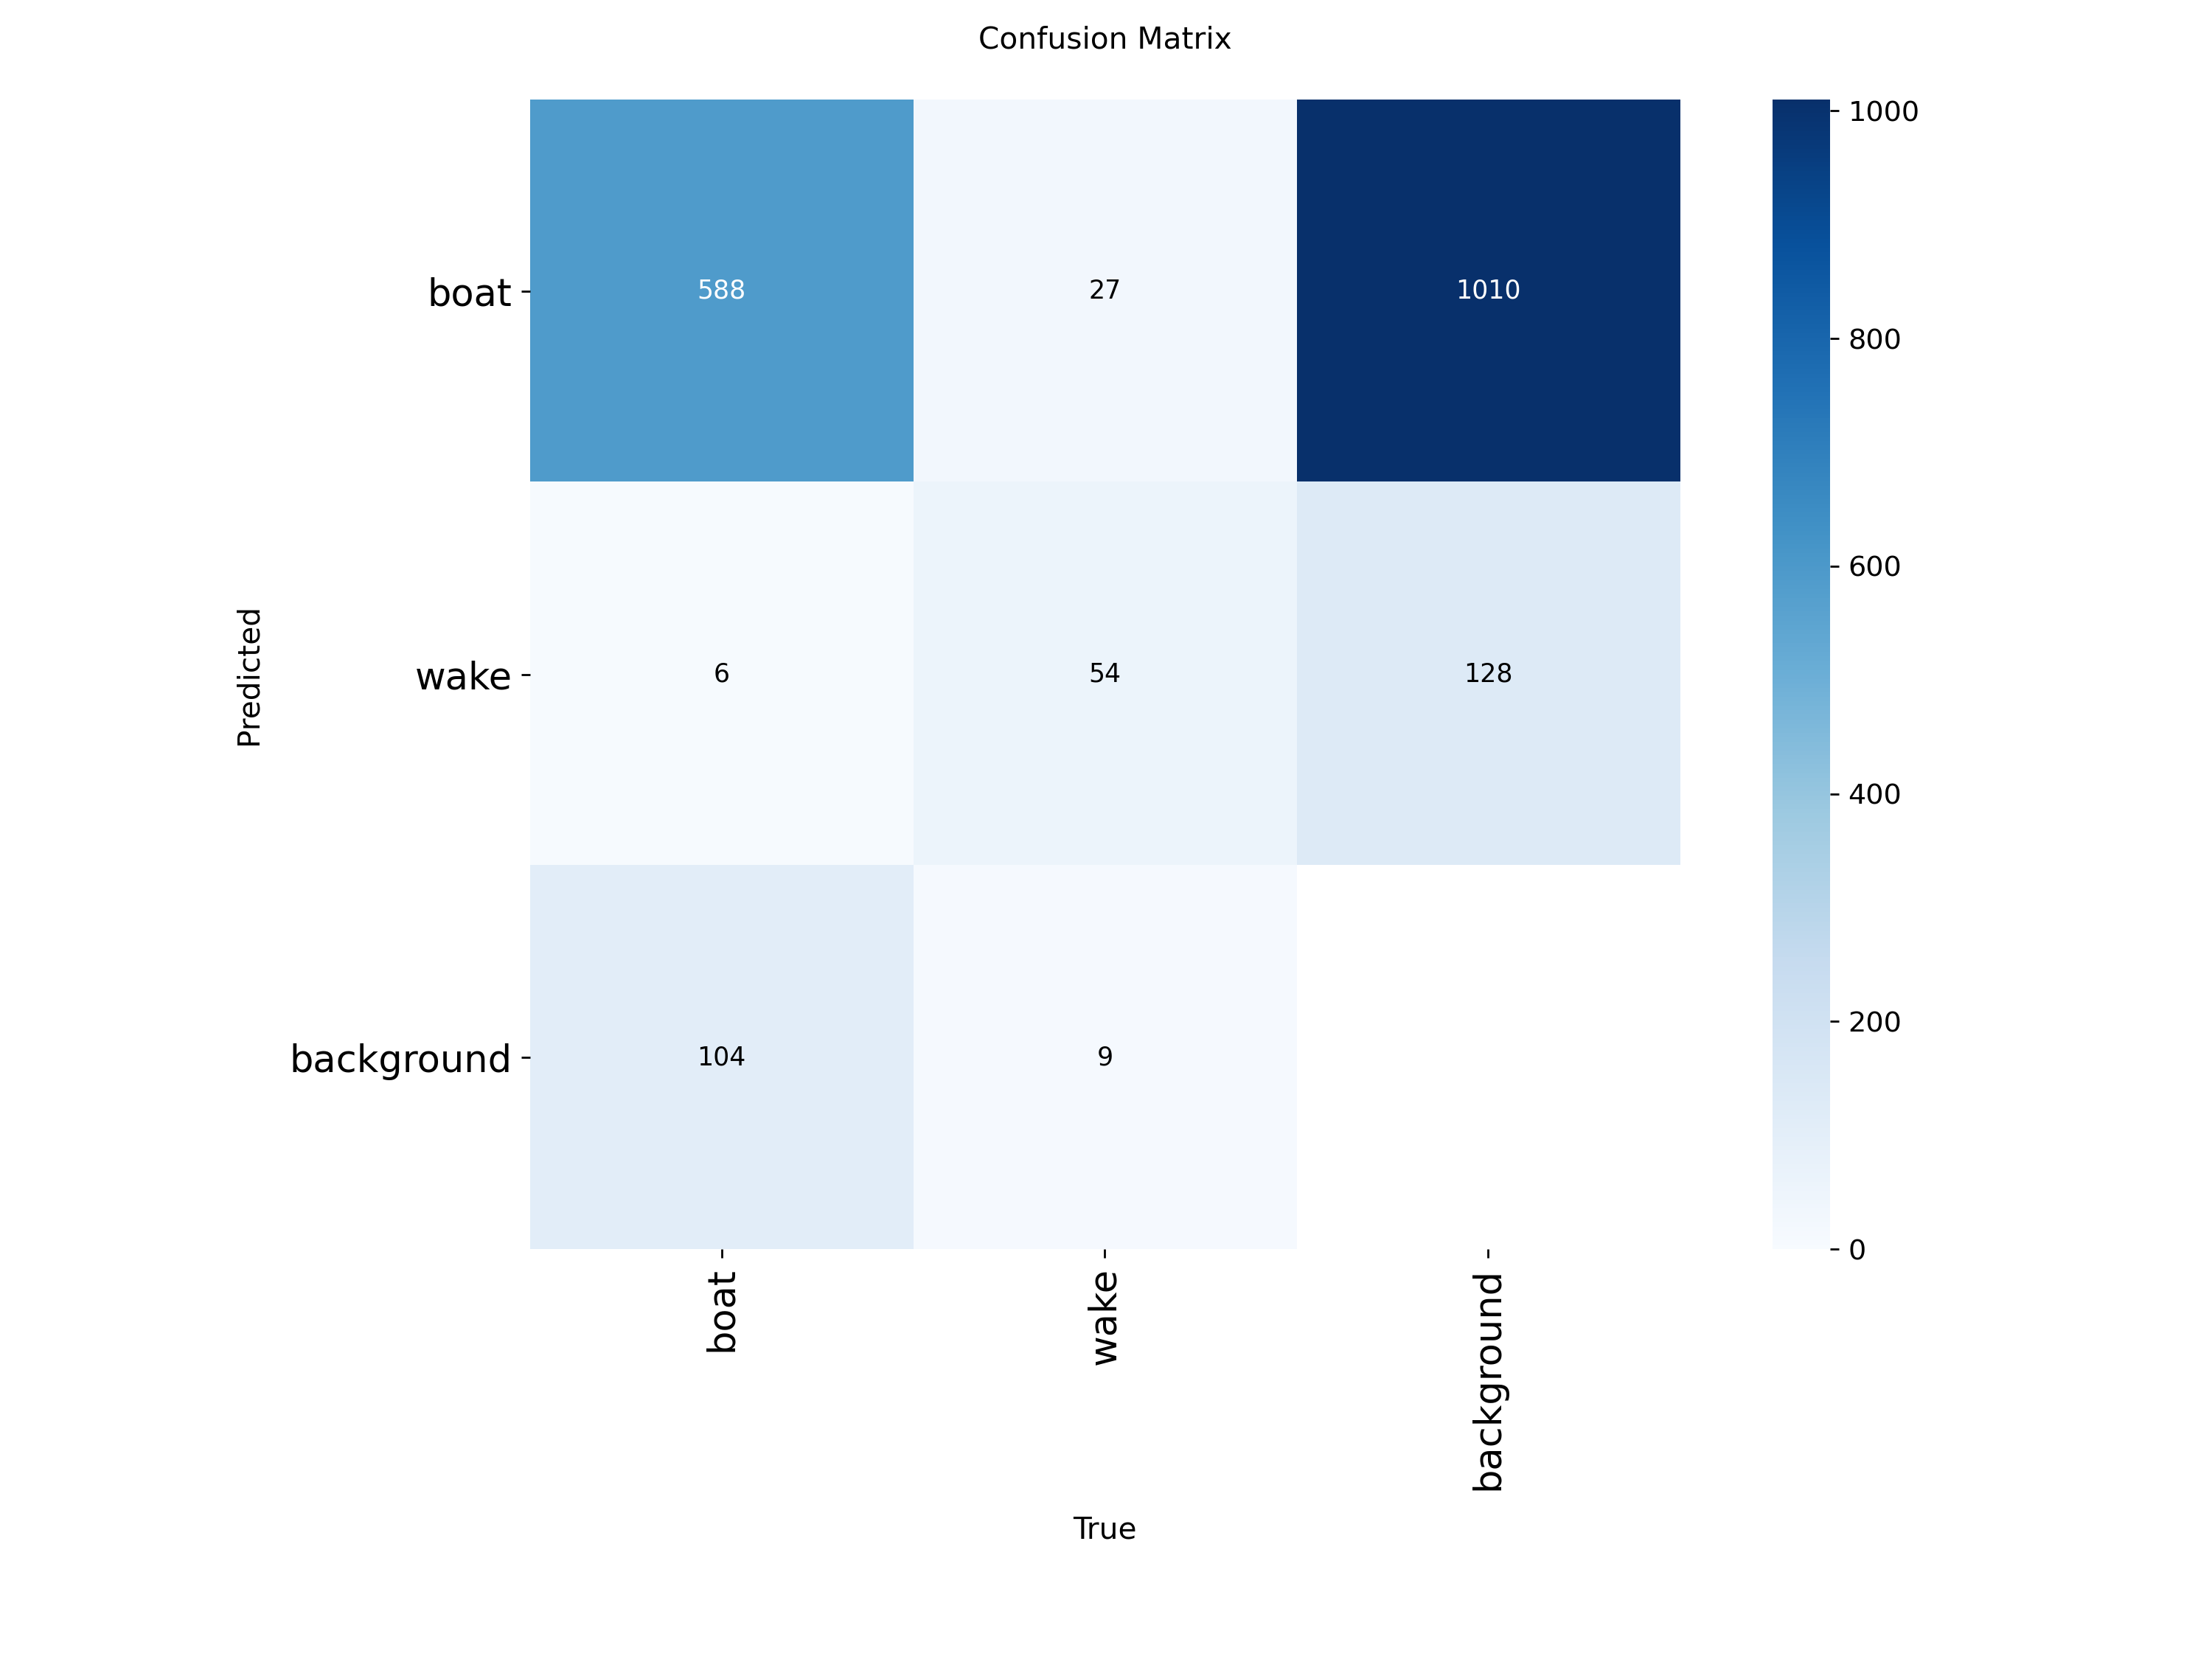 Confusion Matrix
Predicted
boat
wake
background
588
27
1010
6
54
128
104
9
boat
wake
background
True
1000
800
600
400
200
0